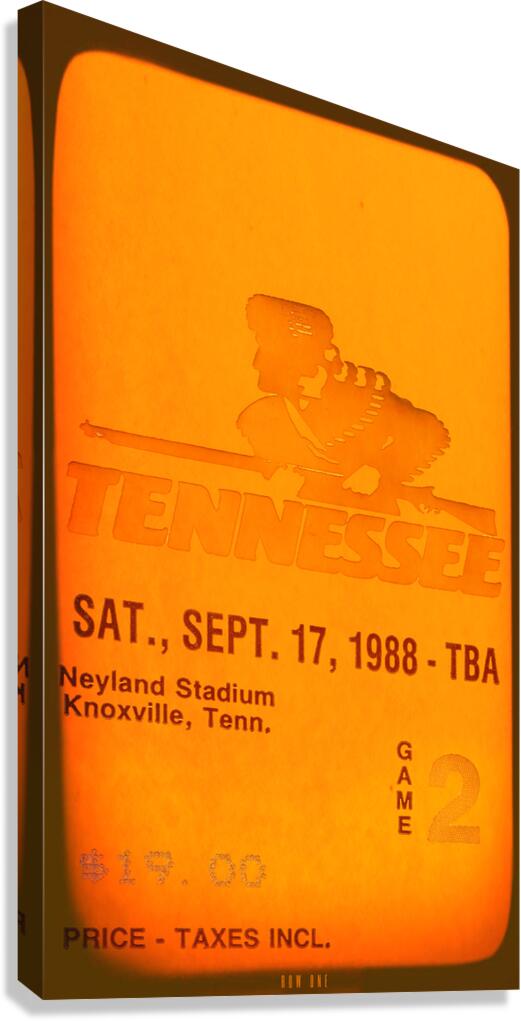 TENNESSEE
SAT., SEPT. 17, 1988 - TBA
Neyland Stadium
Knoxville, Tenn.
GAME 2
$19.00
PRICE - TAXES INCL.
ROW ONE